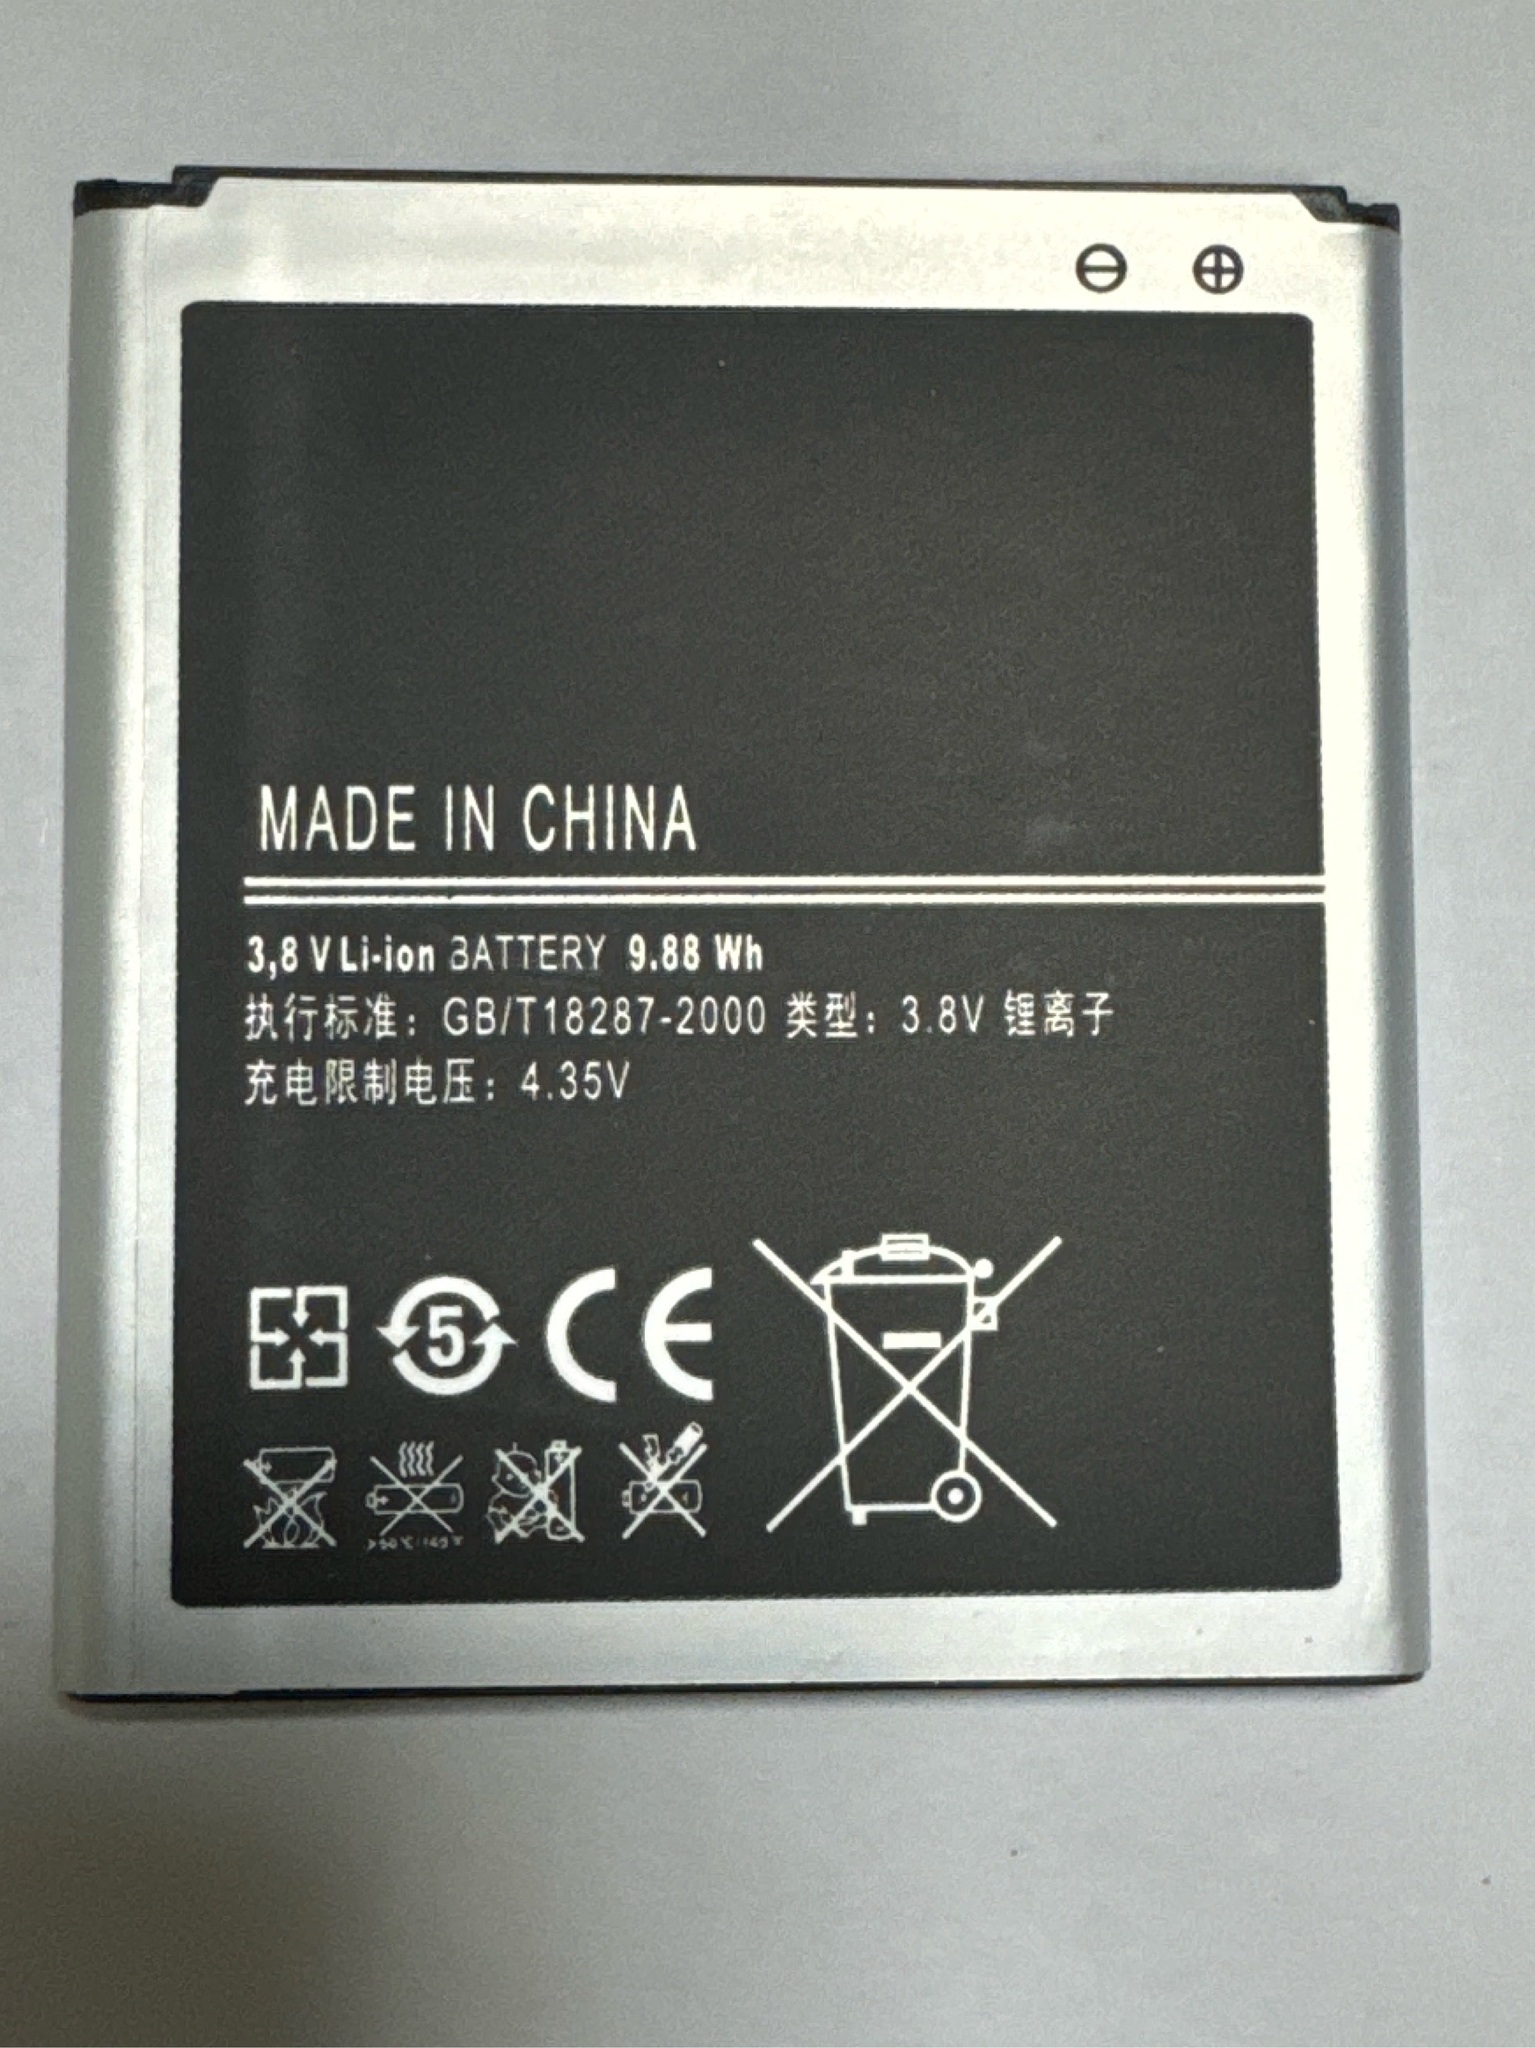 MADE IN CHINA
3,8 V Li-ion BATTERY 9.88 Wh
执行标准：GB/T18287-2000 类型：3.8V 锂离子
充电限制电压：4.35V
5 CE